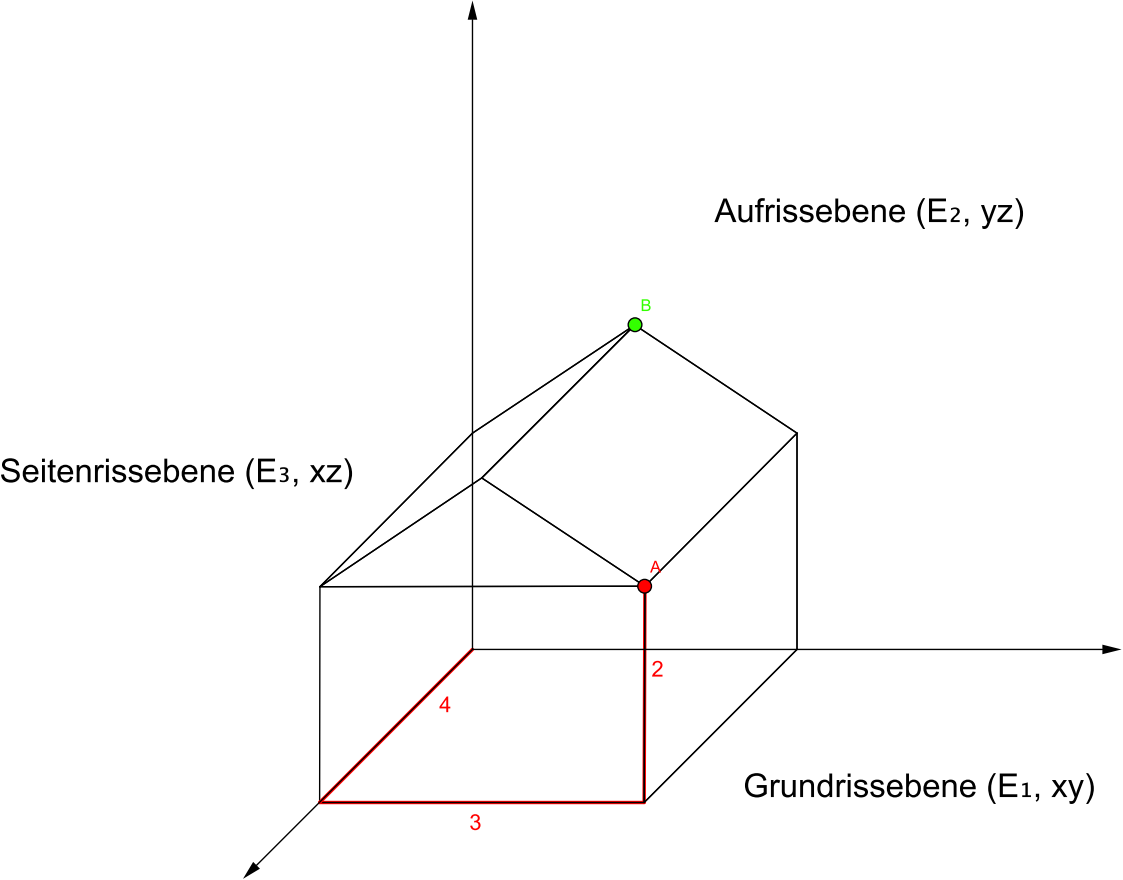 Aufrissebene (E₂, yz)
B
Seitenrissebene (E₃, xz)
A
2
4
Grundrissebene (E₁, xy)
3